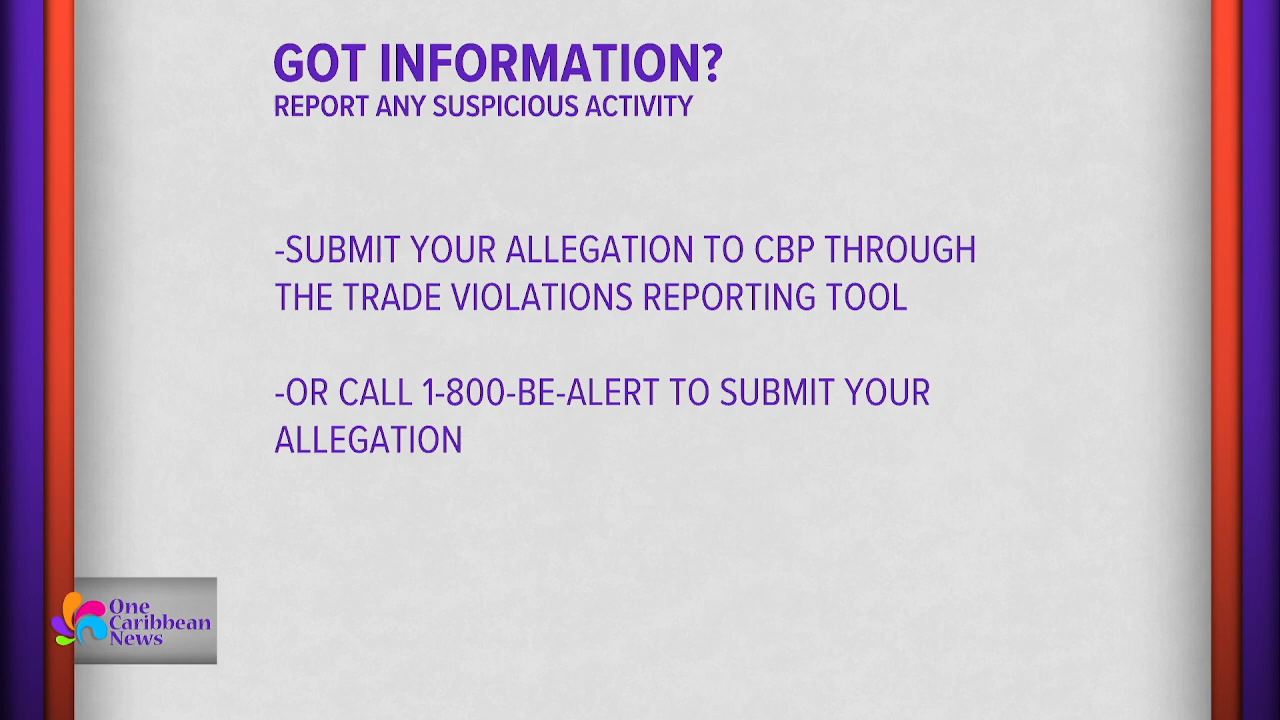 GOT INFORMATION?
REPORT ANY SUSPICIOUS ACTIVITY
-SUBMIT YOUR ALLEGATION TO CBP THROUGH
THE TRADE VIOLATIONS REPORTING TOOL
-OR CALL 1-800-BE-ALERT TO SUBMIT YOUR
ALLEGATION
One
Caribbean
News